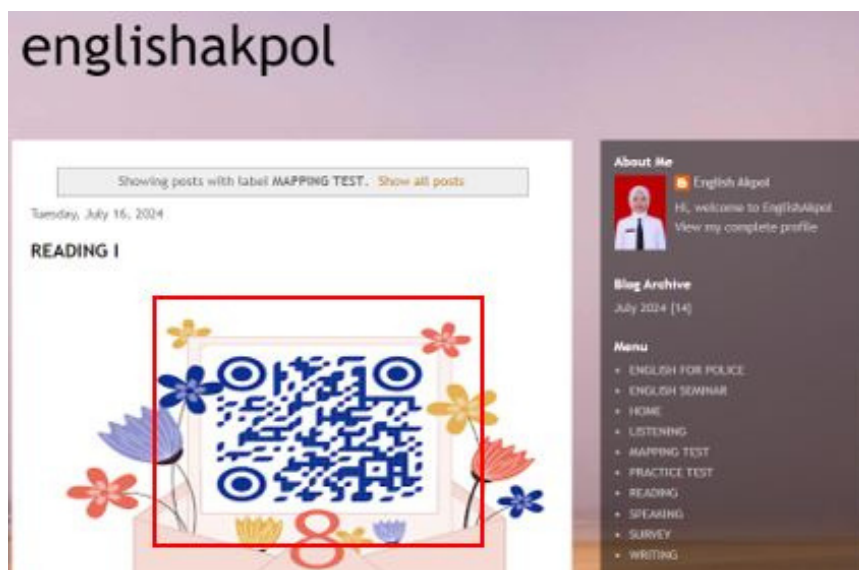 englishakpol
Showing posts with label MAPPING TEST. Show all posts
Tuesday, July 16, 2024
READING I
8
About Me
English Akpol
Hi, welcome to EnglishAkpol
View my complete profile
Blog Archive
July 2024 [14]
Menu
ENGLISH FOR POLICE
ENGLISH SEMINAR
HOME
LISTENING
MAPPING TEST
PRACTICE TEST
READING
SPEAKING
SURVEY
WRITING